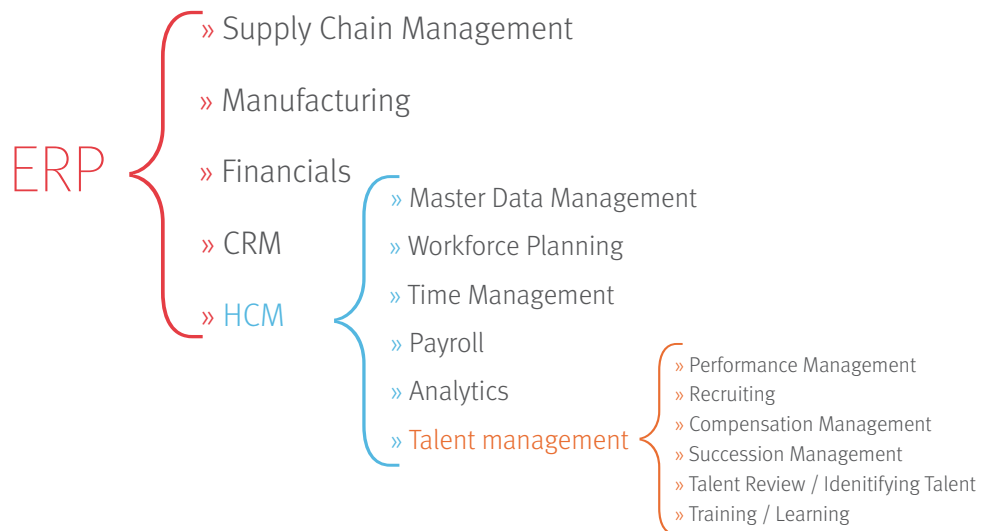 ERP
» Supply Chain Management
» Manufacturing
» Financials
» CRM
» HCM
» Master Data Management
» Workforce Planning
» Time Management
» Payroll
» Analytics
» Talent management
» Performance Management
» Recruiting
» Compensation Management
» Succession Management
» Talent Review / Idenitifying Talent
» Training / Learning